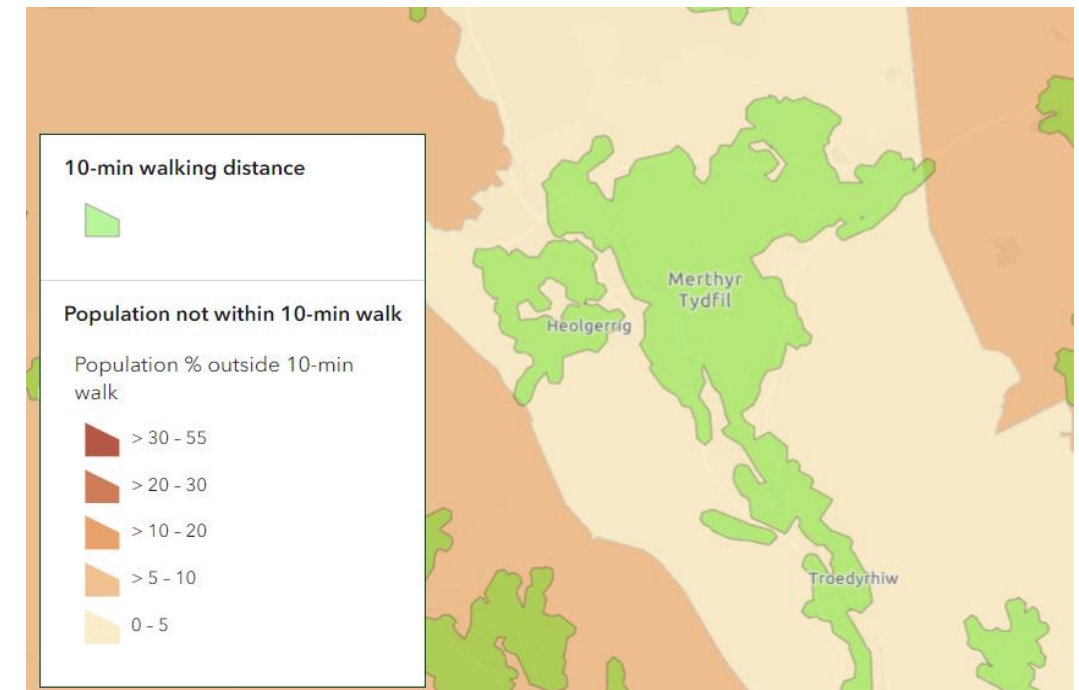 10-min walking distance
Population not within 10-min walk
Population % outside 10-min
walk
> 30 - 55
> 20 - 30
> 10 - 20
> 5 - 10
0 - 5
Merthyr
Tydfil
Heolgerrig
Troedyrhiw